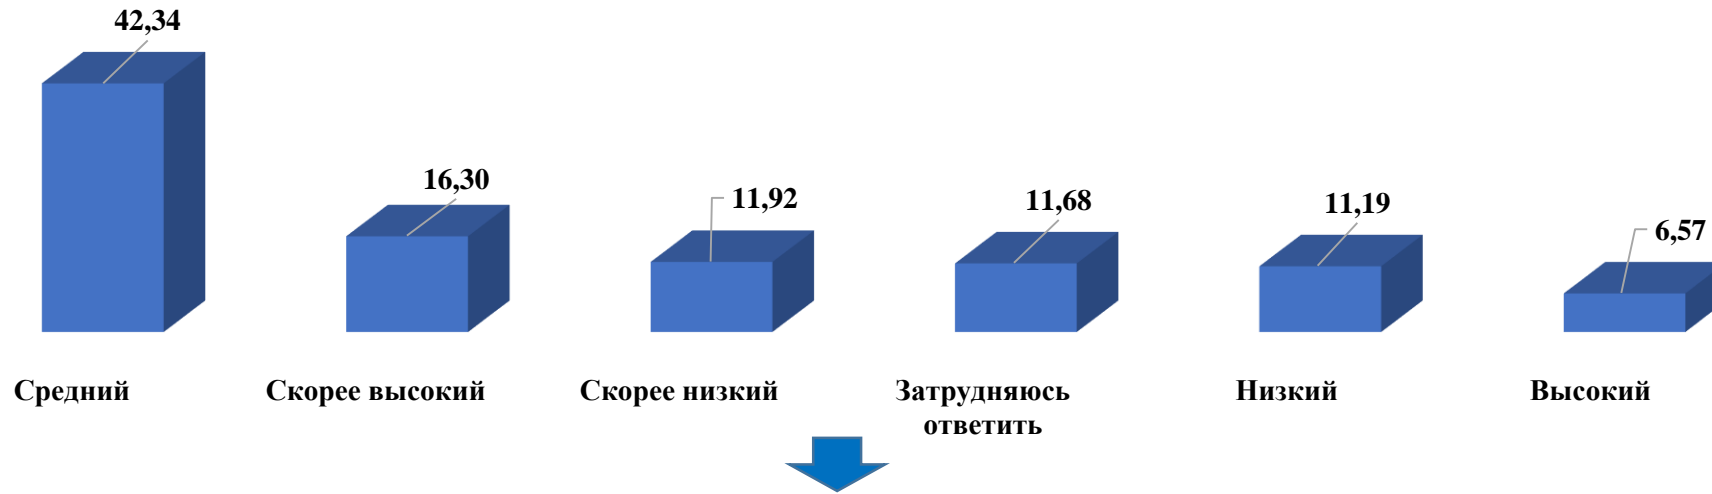 42,34
16,30
11,92
11,68
11,19
6,57
Средний
Скорее высокий
Скорее низкий
Затрудняюсь
ответить
Низкий
Высокий